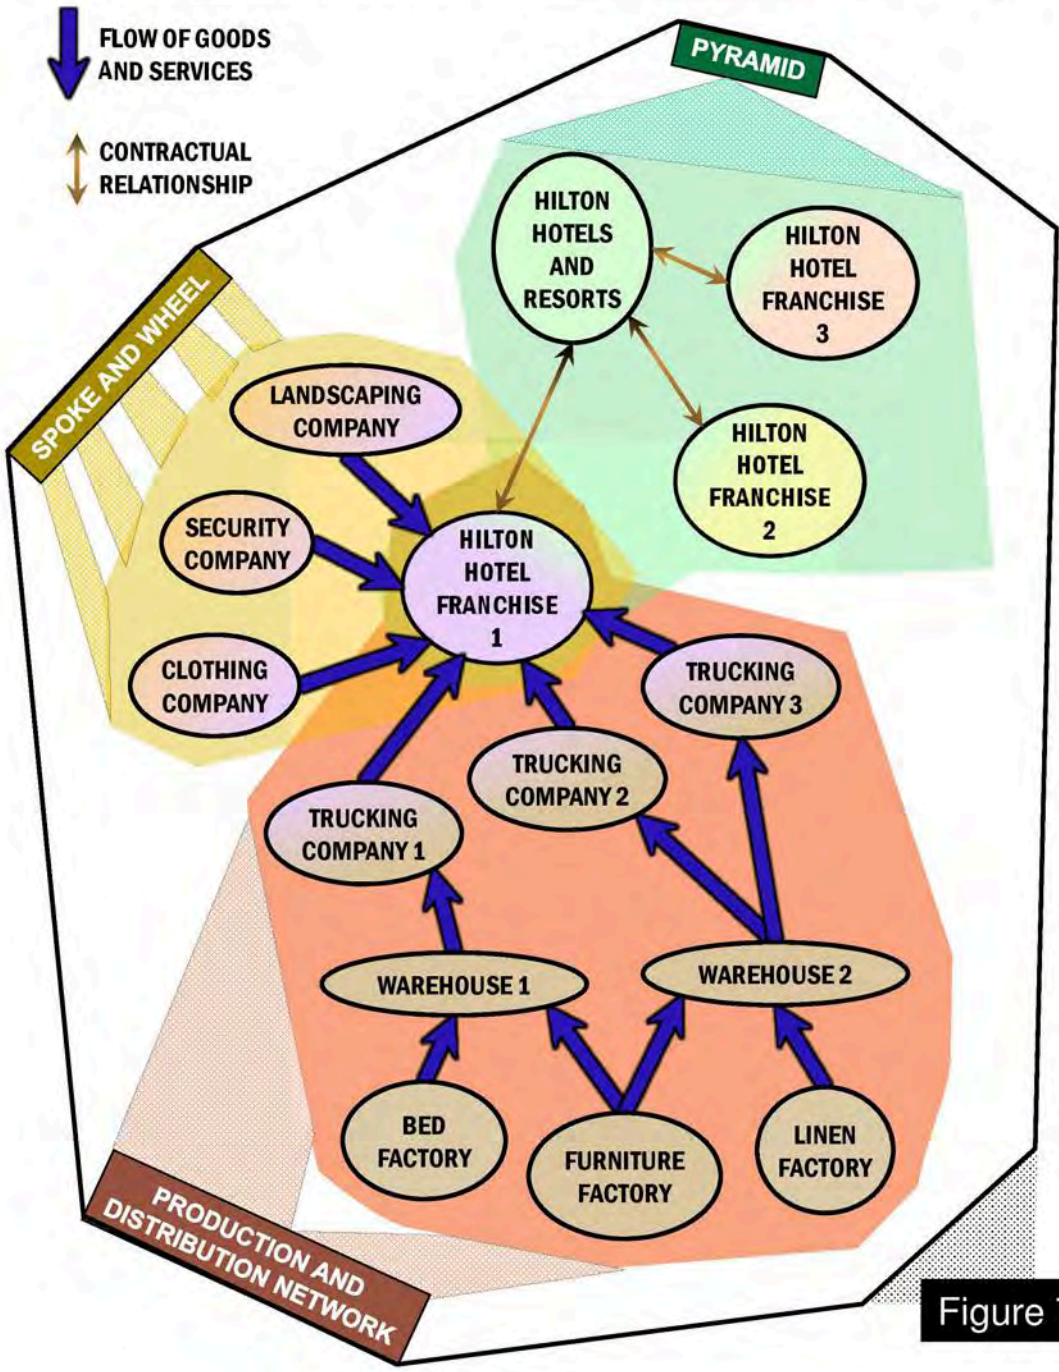 FLOW OF GOODS
AND SERVICES
CONTRACTUAL
RELATIONSHIP
PYRAMID
HILTON
HOTELS
AND
RESORTS
HILTON
HOTEL
FRANCHISE
3
HILTON
HOTEL
FRANCHISE
2
SPOKE AND WHEEL
LANDSCAPING
COMPANY
SECURITY
COMPANY
CLOTHING
COMPANY
HILTON
HOTEL
FRANCHISE
1
TRUCKING
COMPANY 3
TRUCKING
COMPANY 2
TRUCKING
COMPANY 1
WAREHOUSE 1
WAREHOUSE 2
BED
FACTORY
FURNITURE
FACTORY
LINEN
FACTORY
PRODUCTION AND
DISTRIBUTION NETWORK
Figure